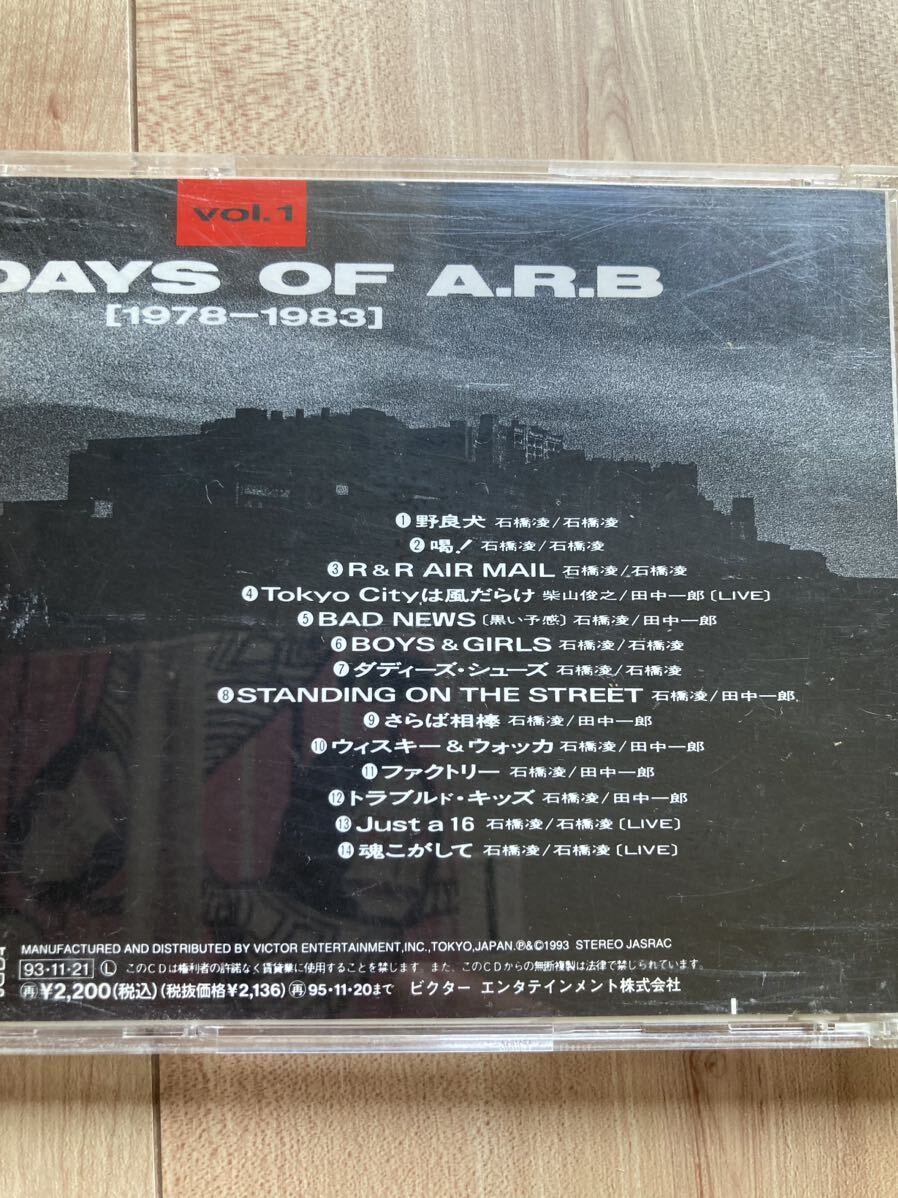 vol.1
DAYS OF A.R.B
[1978-1983]
①野良犬 石橋凌/石橋凌
②喝! 石橋凌/石橋凌
③R&R AIR MAIL 石橋凌/石橋凌
④Tokyo Cityは風だらけ 柴山俊之/田中一郎〔LIVE〕
⑤BAD NEWS〔黒い予感〕石橋凌/田中一郎
⑥BOYS & GIRLS 石橋凌/石橋凌
⑦ダディーズ・シューズ 石橋凌/石橋凌
⑧STANDING ON THE STREET 石橋凌/田中一郎
⑨さらば相棒 石橋凌/田中一郎
⑩ウィスキー&ウォッカ 石橋凌/田中一郎
⑪ファクトリー 石橋凌/田中一郎
⑫トラブルド・キッズ 石橋凌/田中一郎
⑬Just a 16 石橋凌/石橋凌〔LIVE〕
⑭魂こがして 石橋凌/石橋凌〔LIVE〕
MANUFACTURED AND DISTRIBUTED BY VICTOR ENTERTAINMENT, INC., TOKYO, JAPAN. ℗&©1993 STEREO JASRAC
93・11・21 Ⓛ このCDは権利者の許諾なく賃貸業に使用することを禁じます。また、このCDからの無断複製は法律で禁じられています。
㊢¥2,200(税込)(税抜価格¥2,136) ㊢95・11・20まで ビクター エンタテインメント株式会社